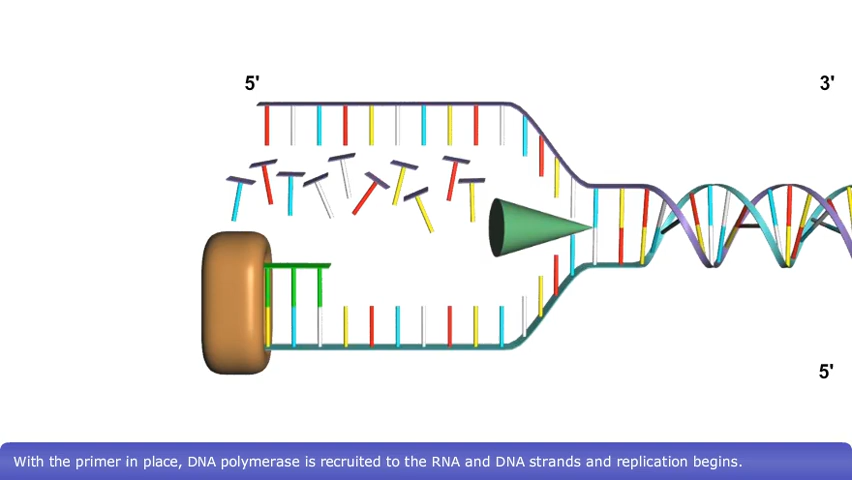 5'
3'
5'
With the primer in place, DNA polymerase is recruited to the RNA and DNA strands and replication begins.